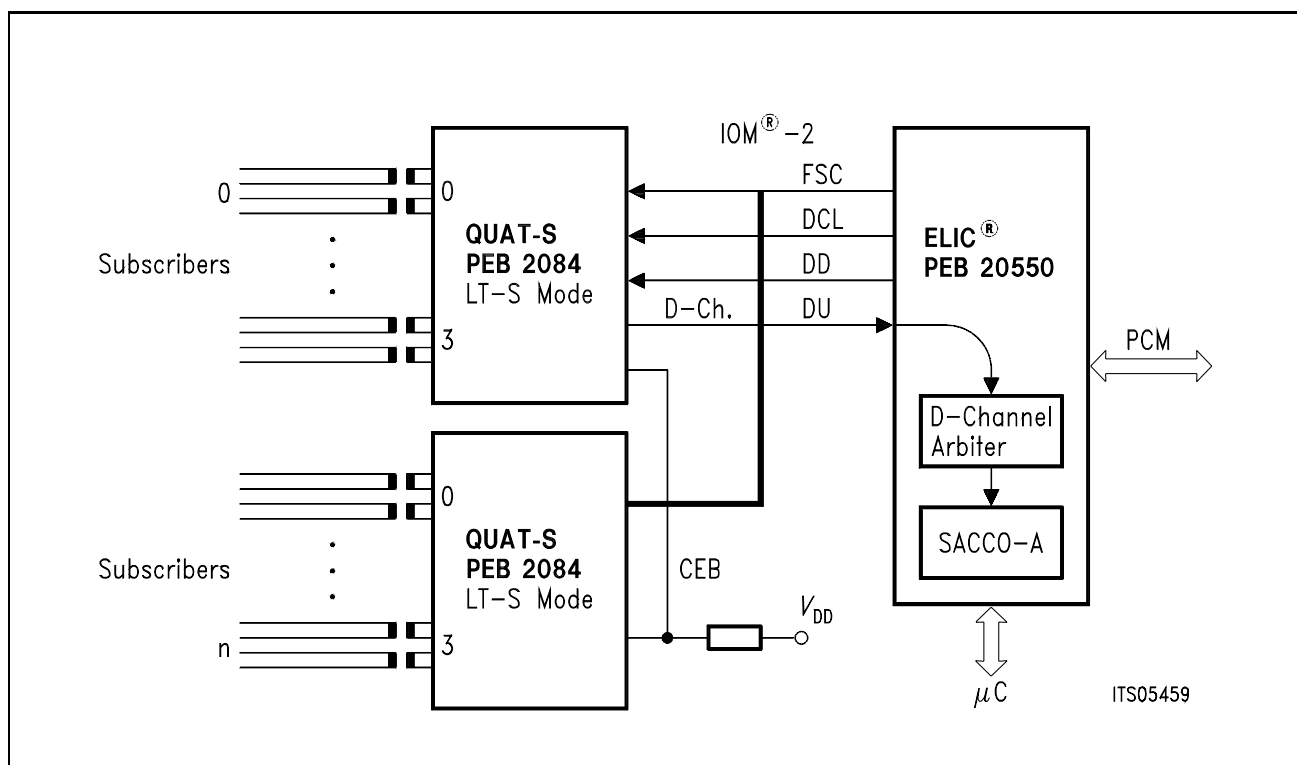 IOM®-2
FSC
DCL
DD
D-Ch. DU
0
Subscribers
0
3
QUAT-S
PEB 2084
LT-S Mode
ELIC®
PEB 20550
PCM
D-Channel
Arbiter
SACCO-A
Subscribers
n
0
3
QUAT-S
PEB 2084
LT-S Mode
CEB
VDD
μC
ITS05459